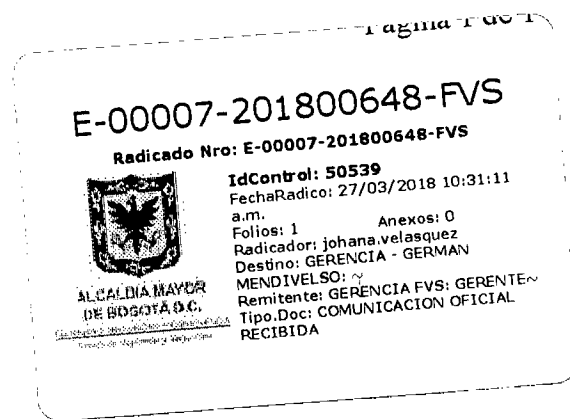 Pagina 1 de 1
E-00007-201800648-FVS
Radicado Nro: E-00007-201800648-FVS
IdControl: 50539
FechaRadico: 27/03/2018 10:31:11
a.m.
Folios: 1 Anexos: 0
Radicador: johana.velasquez
Destino: GERENCIA - GERMAN
MENDIVELSO: ~
Remitente: GERENCIA FVS: GERENTE~
Tipo.Doc: COMUNICACION OFICIAL
RECIBIDA
ALCALDIA MAYOR
DE BOGOTÁ D.C.